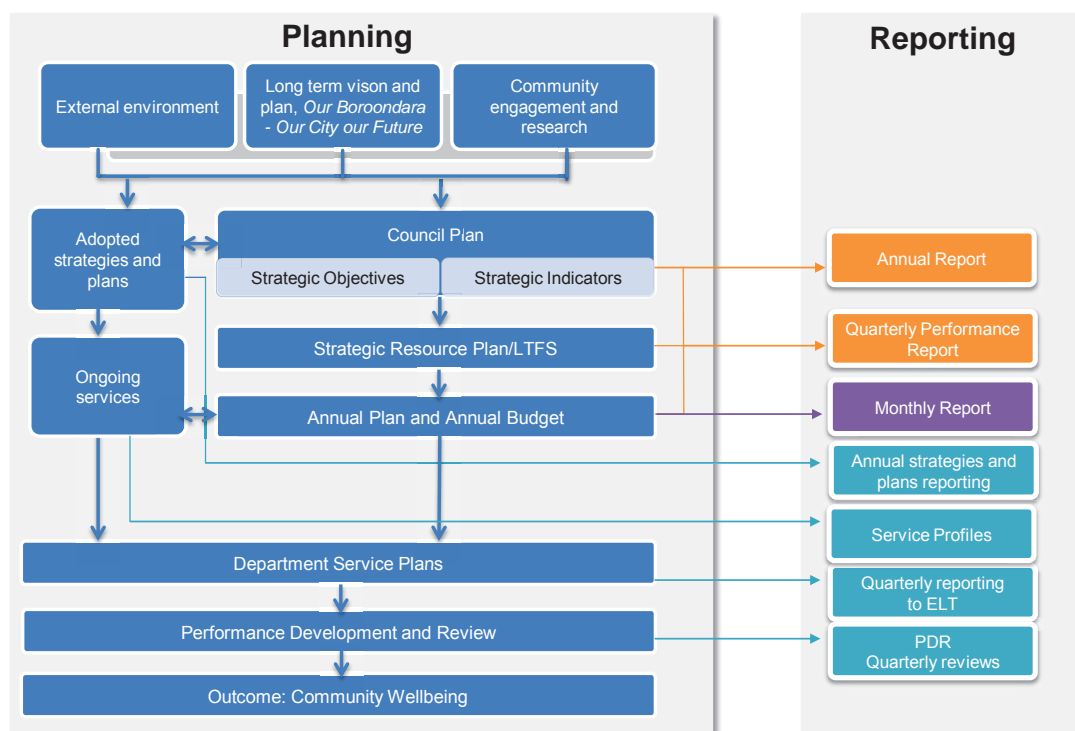 Planning
External environment
Long term vison and
plan, Our Boroondara
- Our City our Future
Community
engagement and
research
Adopted
strategies and
plans
Council Plan
Strategic Objectives
Strategic Indicators
Strategic Resource Plan/LTFS
Ongoing
services
Annual Plan and Annual Budget
Department Service Plans
Performance Development and Review
Outcome: Community Wellbeing
Reporting
Annual Report
Quarterly Performance
Report
Monthly Report
Annual strategies and
plans reporting
Service Profiles
Quarterly reporting
to ELT
PDR
Quarterly reviews